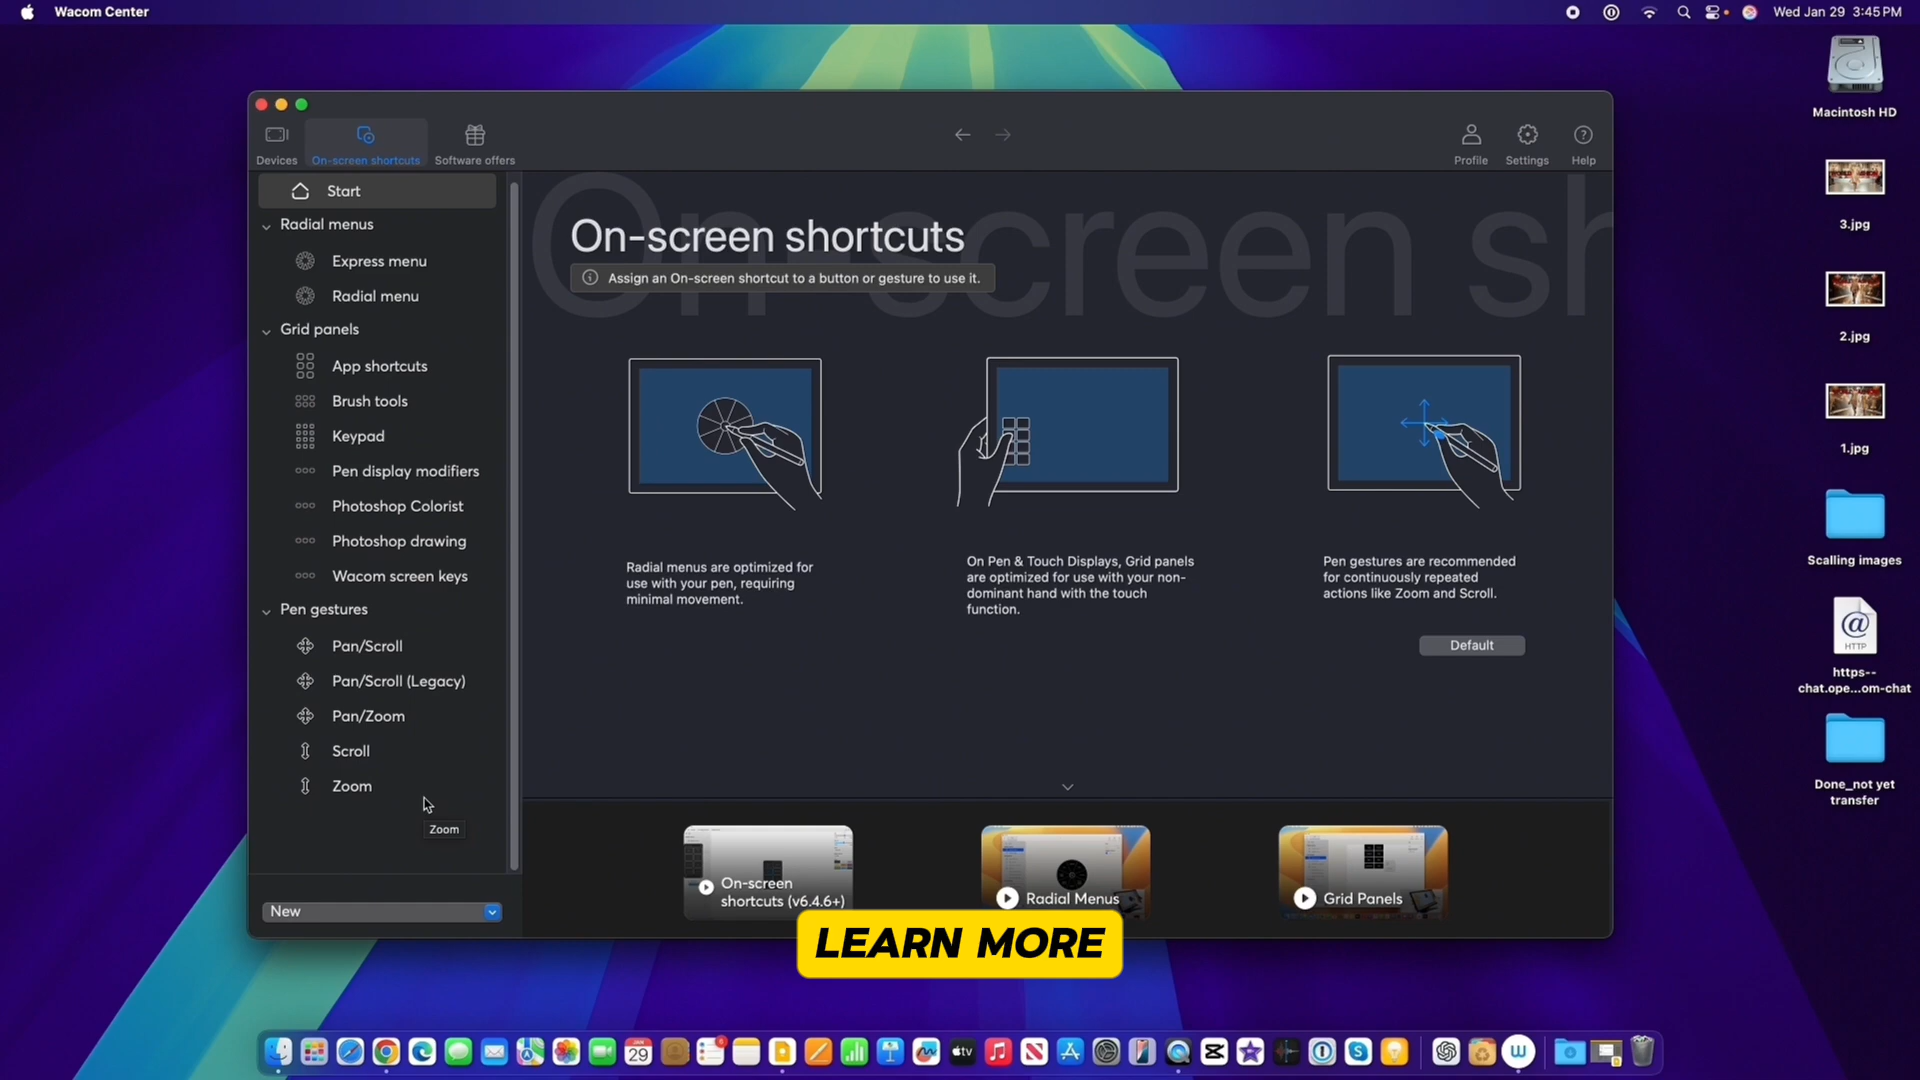 Wacom Center
Wed Jan 29 3:45 PM
Devices
On-screen shortcuts
Software offers
Profile
Settings
Help
Start
Radial menus
Express menu
Radial menu
Grid panels
App shortcuts
Brush tools
Keypad
Pen display modifiers
Photoshop Colorist
Photoshop drawing
Wacom screen keys
Pen gestures
Pan/Scroll
Pan/Scroll (Legacy)
Pan/Zoom
Scroll
Zoom
Zoom
New
On-screen sh
On-screen shortcuts
Assign an On-screen shortcut to a button or gesture to use it.
Radial menus are optimized for
use with your pen, requiring
minimal movement.
On Pen & Touch Displays, Grid panels
are optimized for use with your non-
dominant hand with the touch
function.
Pen gestures are recommended
for continuously repeated
actions like Zoom and Scroll.
Default
On-screen
shortcuts (v6.4.6+)
Radial Menus
Grid Panels
LEARN MORE
Macintosh HD
3.jpg
2.jpg
1.jpg
Scalling images
@
HTTP
https--
chat.ope...om-chat
Done_not yet
transfer
JAN
29
tv